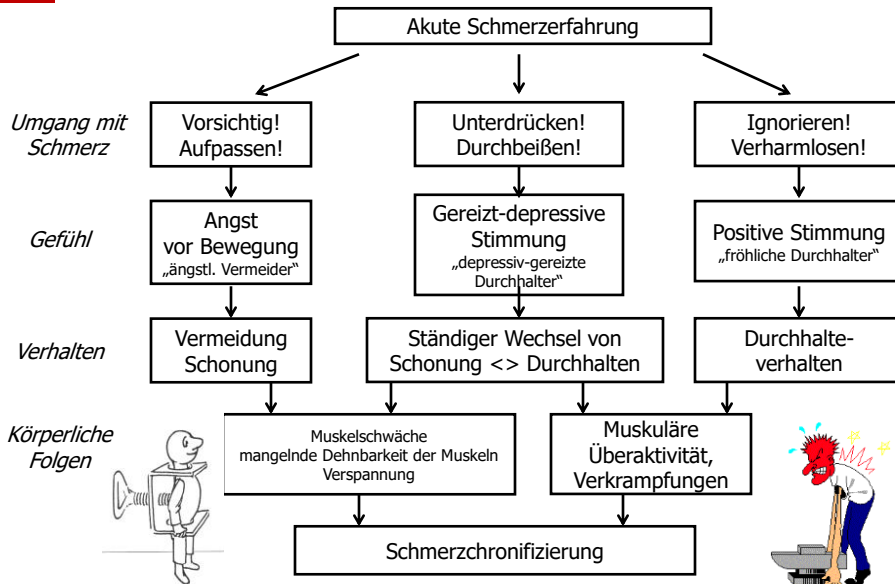 Akute Schmerzerfahrung
Umgang mit
Schmerz
Vorsichtig!
Aufpassen!
Unterdrücken!
Durchbeißen!
Ignorieren!
Verharmlosen!
Gefühl
Angst
vor Bewegung
„ängstl. Vermeider“
Gereizt-depressive
Stimmung
„depressiv-gereizte
Durchhalter“
Positive Stimmung
„fröhliche Durchhalter“
Verhalten
Vermeidung
Schonung
Ständiger Wechsel von
Schonung <> Durchhalten
Durchhalte-
verhalten
Körperliche
Folgen
Muskelschwäche
mangelnde Dehnbarkeit der Muskeln
Verspannung
Muskuläre
Überaktivität,
Verkrampfungen
Schmerzchronifizierung